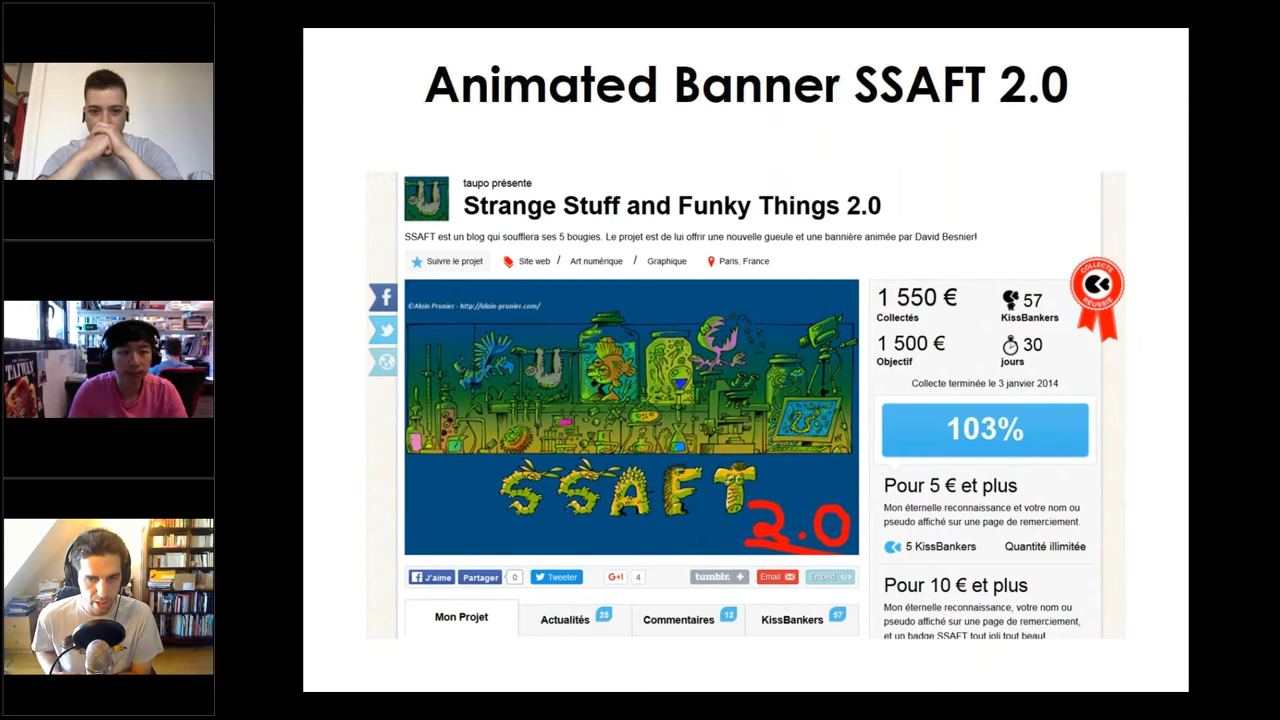 Animated Banner SSAFT 2.0
taupo présente
Strange Stuff and Funky Things 2.0
SSAFT est un blog qui soufflera ses 5 bougies. Le projet est de lui offrir une nouvelle gueule et une bannière animée par David Besnier!
Suivre le projet Site web / Art numérique / Graphique Paris, France
©Alain Prunier - http://alain-prunier.com/
SSAFT
2.0
COLLECTE RÉUSSIE
1 550 € 57
Collectés KissBankers
1 500 € 30
Objectif jours
Collecte terminée le 3 janvier 2014
103%
Pour 5 € et plus
Mon éternelle reconnaissance et votre nom ou
pseudo affiché sur une page de remerciement.
5 KissBankers Quantité illimitée
Pour 10 € et plus
Mon éternelle reconnaissance, votre nom ou
pseudo affiché sur une page de remerciement,
et un badge SSAFT tout joli tout beau!
J'aime Partager 0 Tweeter G+1 4 tumblr. + Email Embed
Mon Projet Actualités 25 Commentaires 12 KissBankers 57
TAIWAN